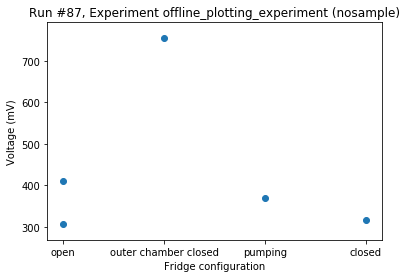 Run #87, Experiment offline_plotting_experiment (nosample)
Voltage (mV)
700
600
500
400
300
open outer chamber closed pumping closed
Fridge configuration